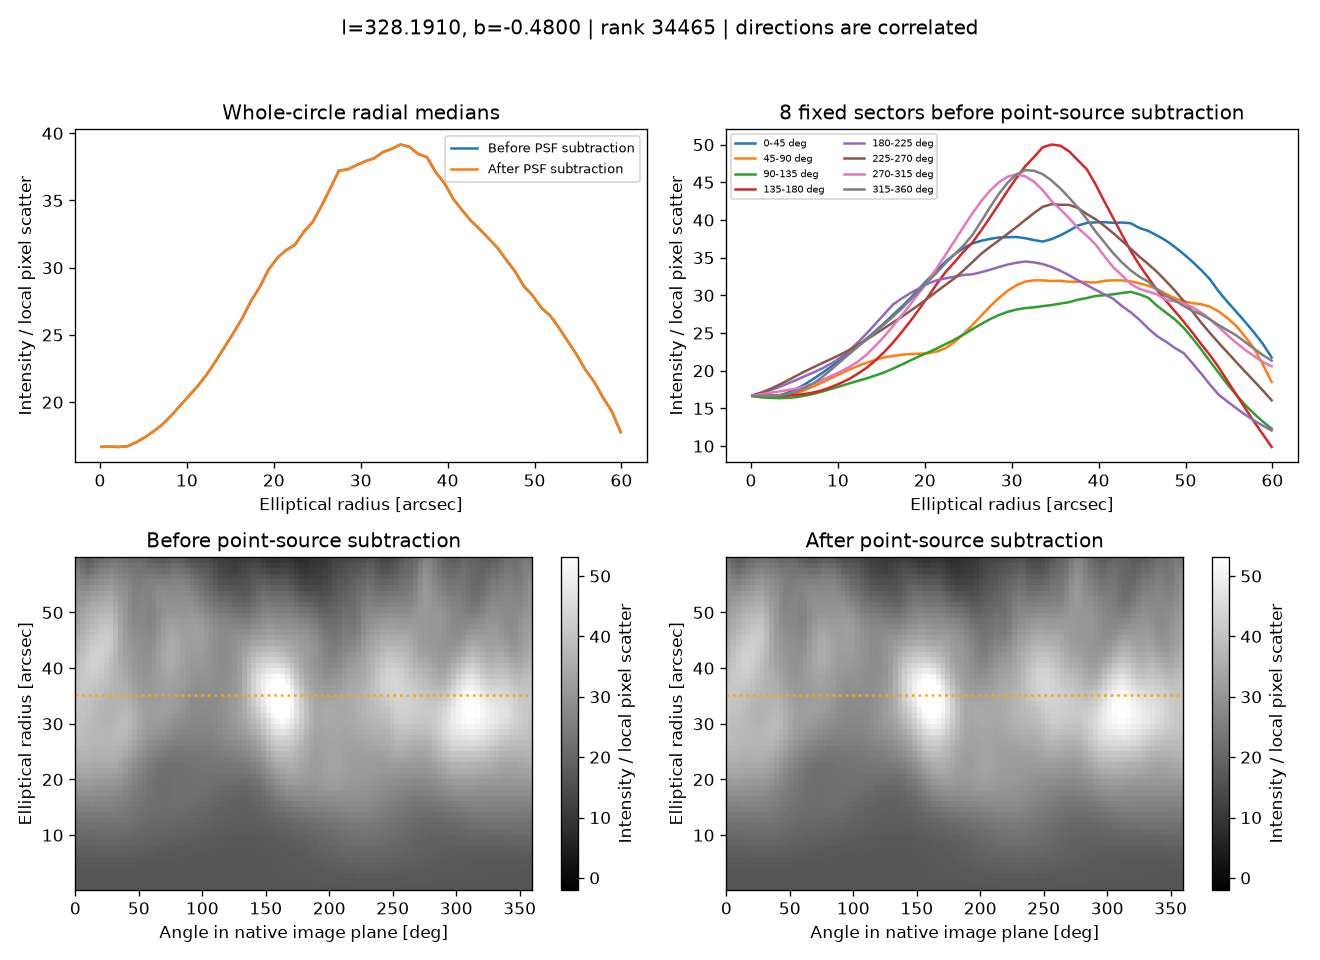 l=328.1910, b=-0.4800 | rank 34465 | directions are correlated
Whole-circle radial medians
40
35
30
25
20
Intensity / local pixel scatter
Before PSF subtraction
After PSF subtraction
0 10 20 30 40 50 60
Elliptical radius [arcsec]
8 fixed sectors before point-source subtraction
50
45
40
35
30
25
20
15
10
Intensity / local pixel scatter
0-45 deg
45-90 deg
90-135 deg
135-180 deg
180-225 deg
225-270 deg
270-315 deg
315-360 deg
0 10 20 30 40 50 60
Elliptical radius [arcsec]
Before point-source subtraction
50
40
30
20
10
Elliptical radius [arcsec]
0 50 100 150 200 250 300 350
Angle in native image plane [deg]
50
40
30
20
10
0
Intensity / local pixel scatter
After point-source subtraction
50
40
30
20
10
Elliptical radius [arcsec]
0 50 100 150 200 250 300 350
Angle in native image plane [deg]
50
40
30
20
10
0
Intensity / local pixel scatter